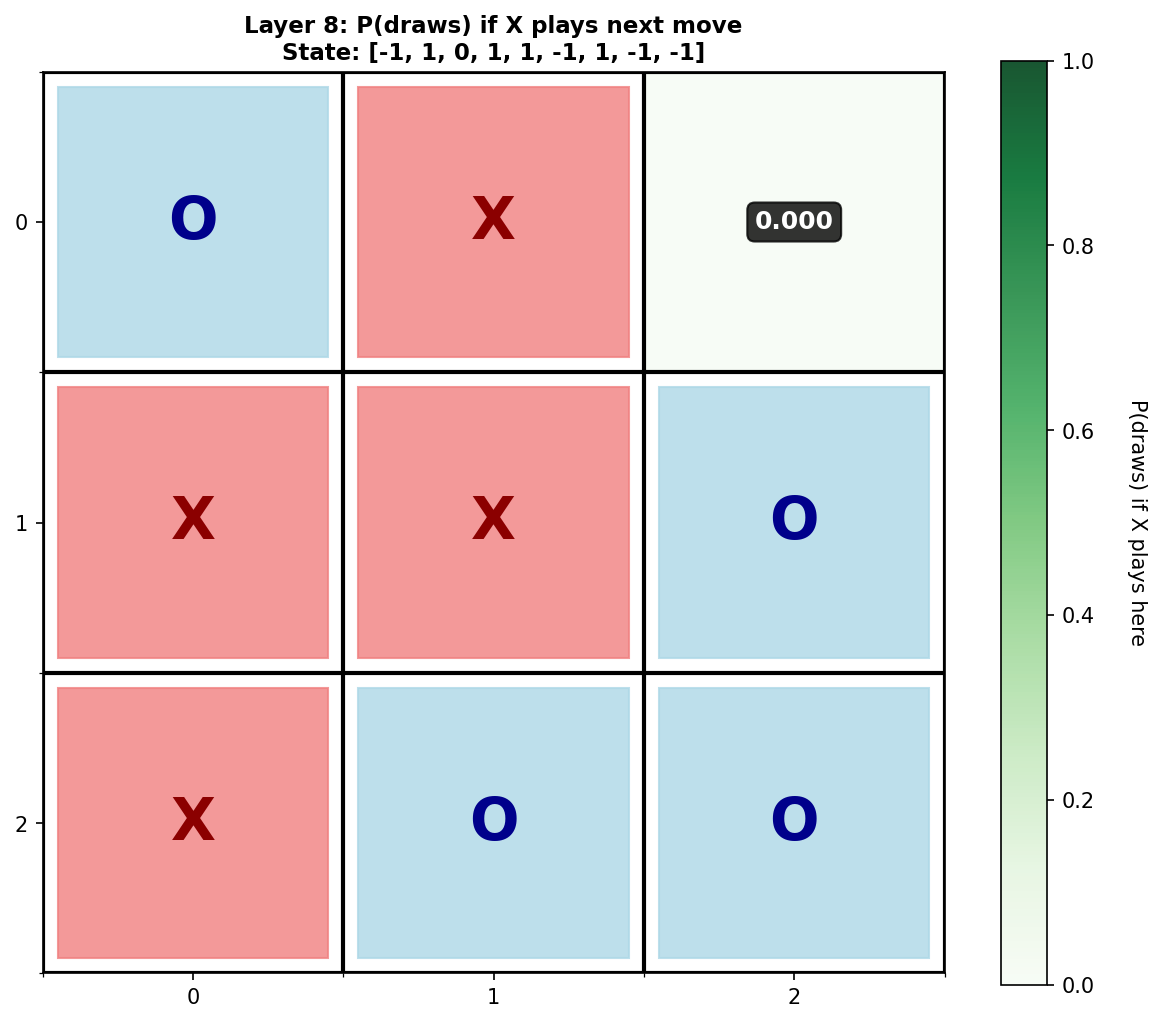 Layer 8: P(draws) if X plays next move
State: [-1, 1, 0, 1, 1, -1, 1, -1, -1]
0
O
X
0.000
1
X
X
O
2
X
O
O
0
1
2
1.0
0.8
0.6
0.4
0.2
0.0
P(draws) if X plays here